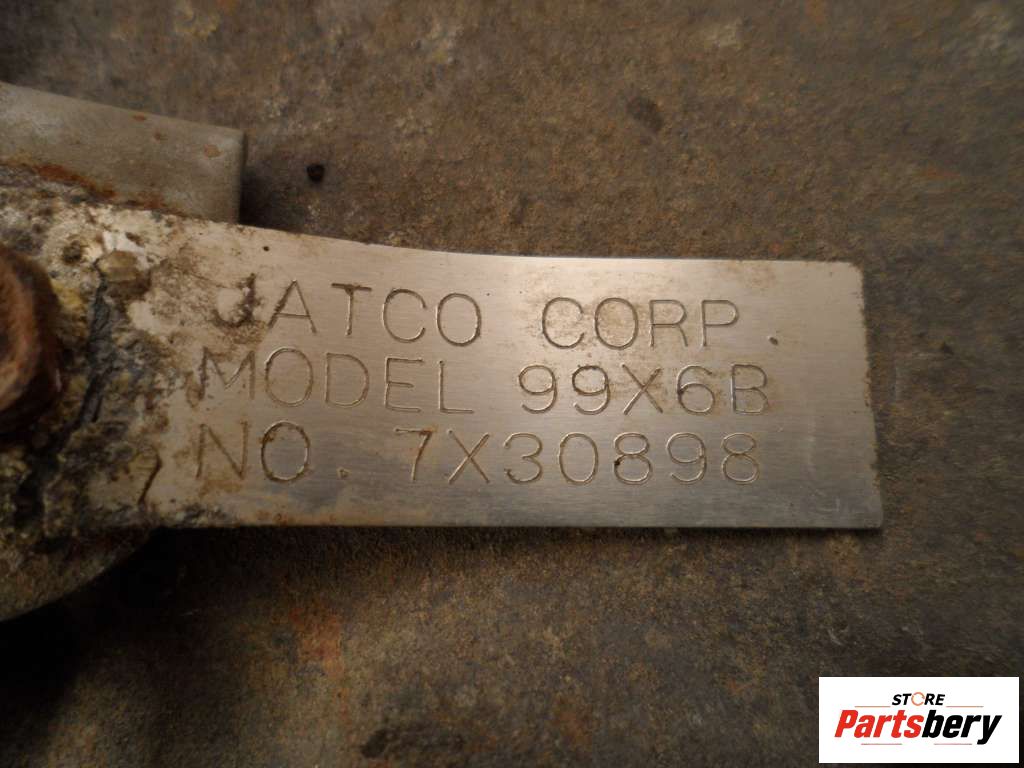 JATCO CORP.
MODEL 99X6B
NO. 7X30898
STORE
Partsbery